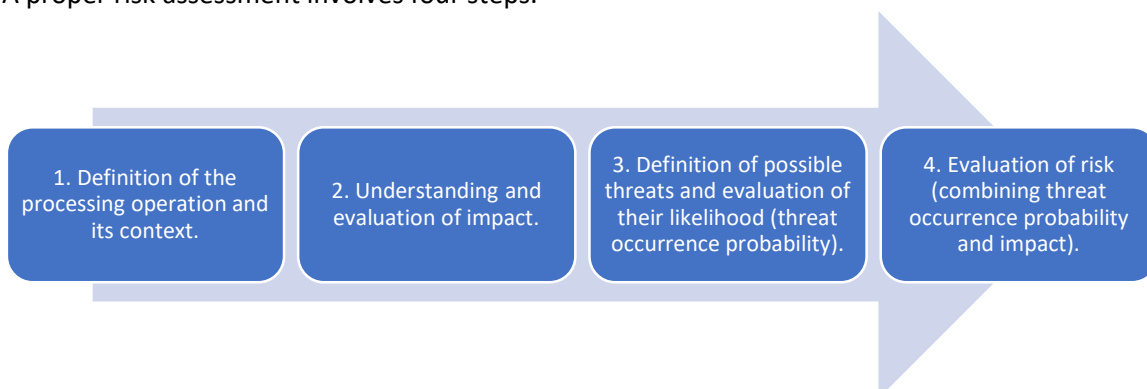 A proper risk assessment involves four steps:
1. Definition of the
processing operation and
its context.
2. Understanding and
evaluation of impact.
3. Definition of possible
threats and evaluation of
their likelihood (threat
occurrence probability).
4. Evaluation of risk
(combining threat
occurrence probability
and impact).